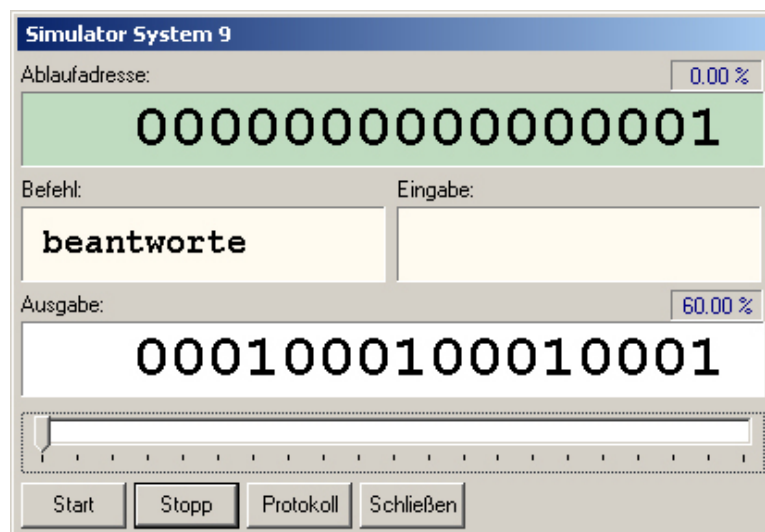 Simulator System 9
Ablaufadresse:
0.00 %
0000000000000001
Befehl:
Eingabe:
beantworte
Ausgabe:
60.00 %
0001000100010001
Start
Stopp
Protokoll
Schließen